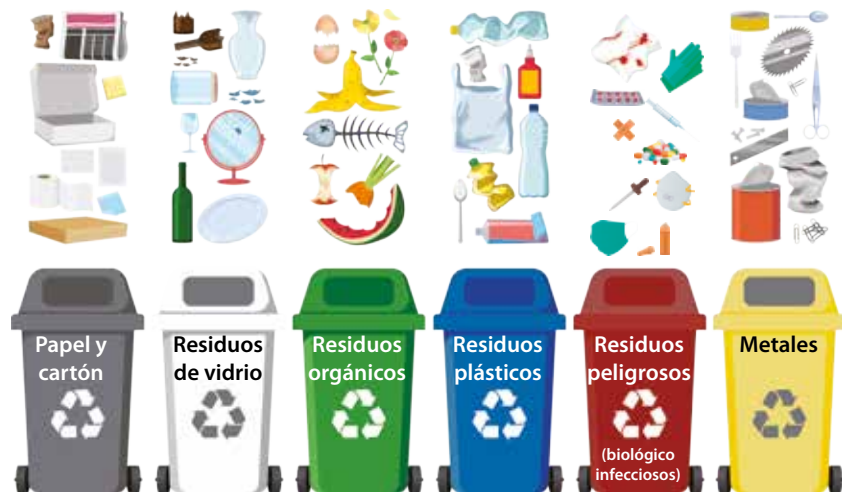 Papel y
cartón
Residuos
de vidrio
Residuos
orgánicos
Residuos
plásticos
Residuos
peligrosos
(biológico
infecciosos)
Metales